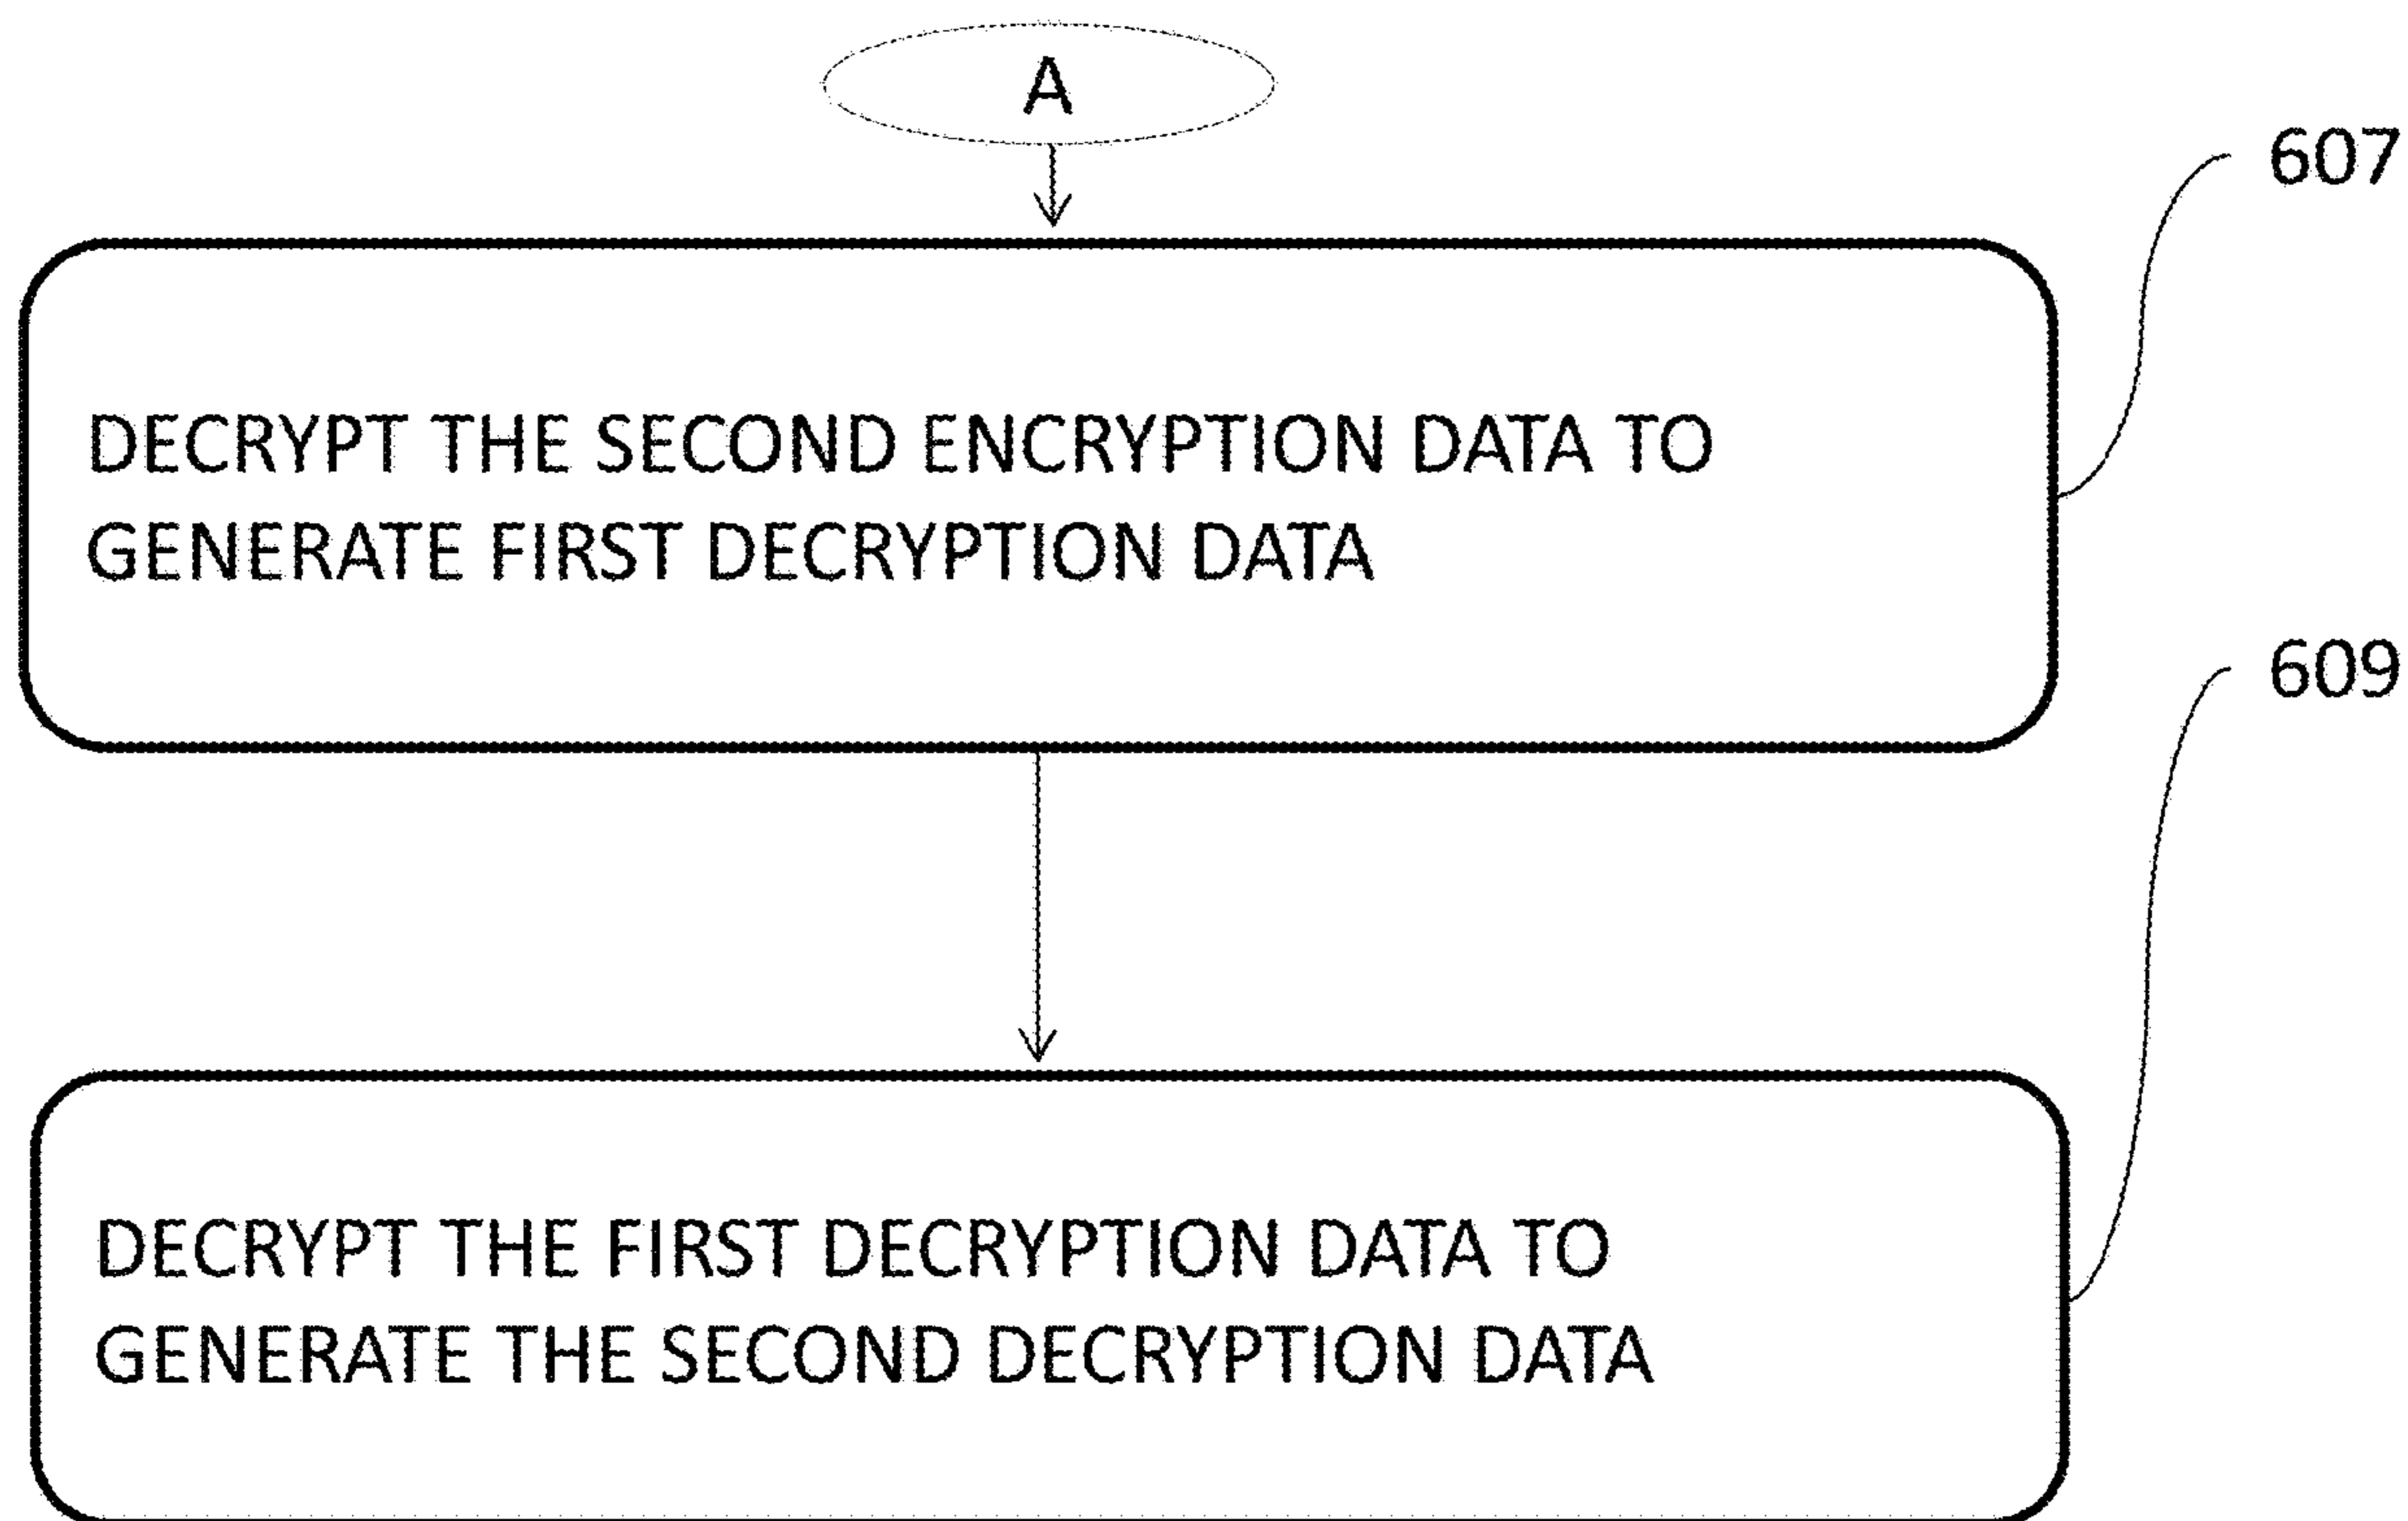 A
607
DECRYPT THE SECOND ENCRYPTION DATA TO
GENERATE FIRST DECRYPTION DATA
609
DECRYPT THE FIRST DECRYPTION DATA TO
GENERATE THE SECOND DECRYPTION DATA